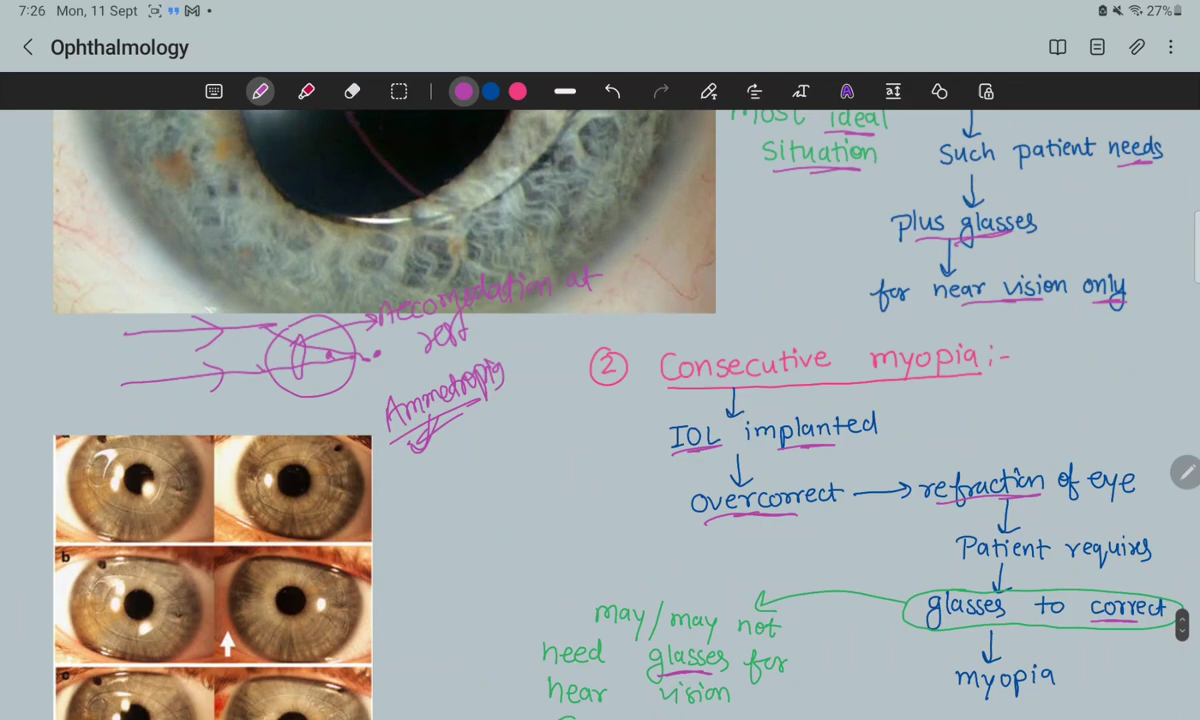 7:26 Mon, 11 Sept
27%
Ophthalmology
Most ideal
situation
Such patient needs
plus glasses
for near vision only
accomodation at
rest
Ammetropia
② Consecutive myopia:-
IOL implanted
overcorrect → refraction of eye
Patient requires
glasses to correct
myopia
may/may not
need glasses for
near vision
b
c